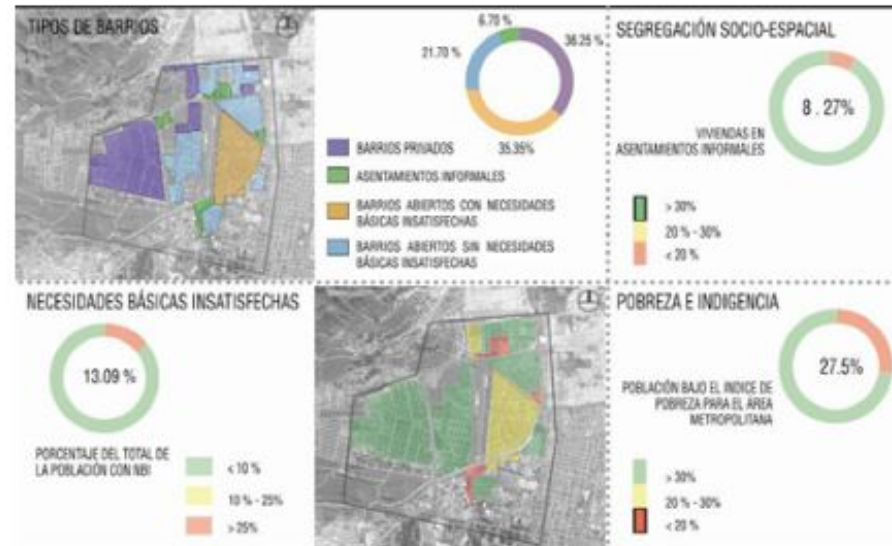 TIPOS DE BARRIOS
6.70 %
36.25 %
21.70 %
35.35%
BARRIOS PRIVADOS
ASENTAMIENTOS INFORMALES
BARRIOS ABIERTOS CON NECESIDADES
BÁSICAS INSATISFECHAS
BARRIOS ABIERTOS SIN NECESIDADES
BÁSICAS INSATISFECHAS
SEGREGACIÓN SOCIO-ESPACIAL
8 . 27%
VIVIENDAS EN
ASENTAMIENTOS INFORMALES
> 30%
20 % - 30%
< 20 %
NECESIDADES BÁSICAS INSATISFECHAS
13.09 %
PORCENTAJE DEL TOTAL DE
LA POBLACIÓN CON NBI
< 10 %
10 % - 25%
> 25%
POBREZA E INDIGENCIA
27.5%
POBLACIÓN BAJO EL INDICE DE
POBREZA PARA EL ÁREA
METROPOLITANA
> 30%
20 % - 30%
< 20 %